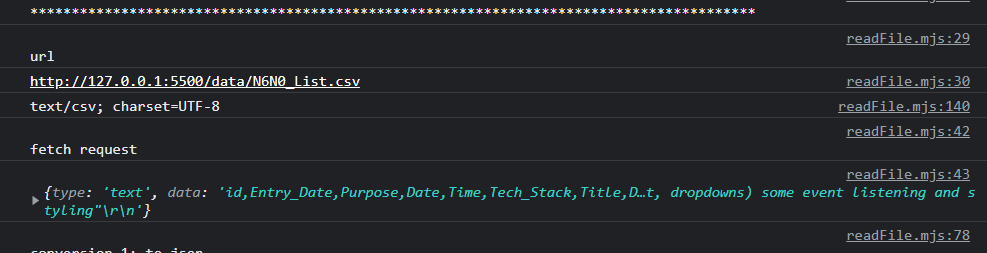 ****************************************************************************************
readFile.mjs:29
url
http://127.0.0.1:5500/data/N6N0_List.csv readFile.mjs:30
text/csv; charset=UTF-8 readFile.mjs:140
readFile.mjs:42
fetch request
readFile.mjs:43
{type: 'text', data: 'id,Entry_Date,Purpose,Date,Time,Tech_Stack,Title,D…t, dropdowns) some event listening and s
tyling"\r\n'}
readFile.mjs:78
conversion 1: to json